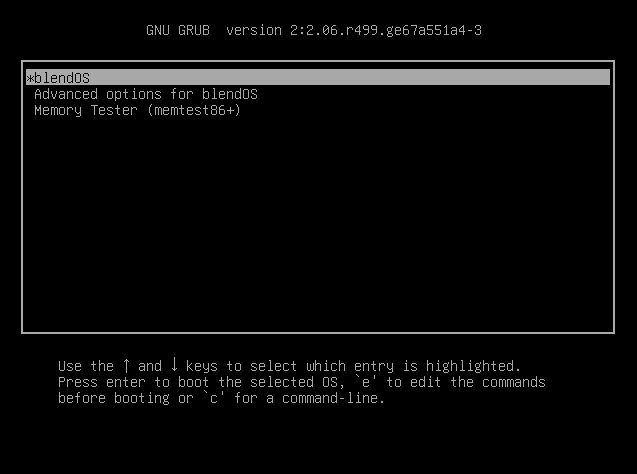 GNU GRUB  version 2:2.06.r499.ge67a551a4-3
*blendOS
Advanced options for blendOS
Memory Tester (memtest86+)
Use the ↑ and ↓ keys to select which entry is highlighted.
Press enter to boot the selected OS, `e' to edit the commands
before booting or `c' for a command-line.